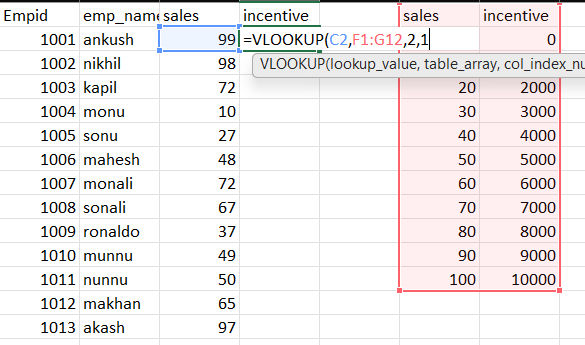 Empid emp_name sales incentive sales incentive
1001 ankush 99 =VLOOKUP(C2,F1:G12,2,1 0
1002 nikhil 98
VLOOKUP(lookup_value, table_array, col_index_nu
1003 kapil 72 20 2000
1004 monu 10 30 3000
1005 sonu 27 40 4000
1006 mahesh 48 50 5000
1007 monali 72 60 6000
1008 sonali 67 70 7000
1009 ronaldo 37 80 8000
1010 munnu 49 90 9000
1011 nunnu 50 100 10000
1012 makhan 65
1013 akash 97